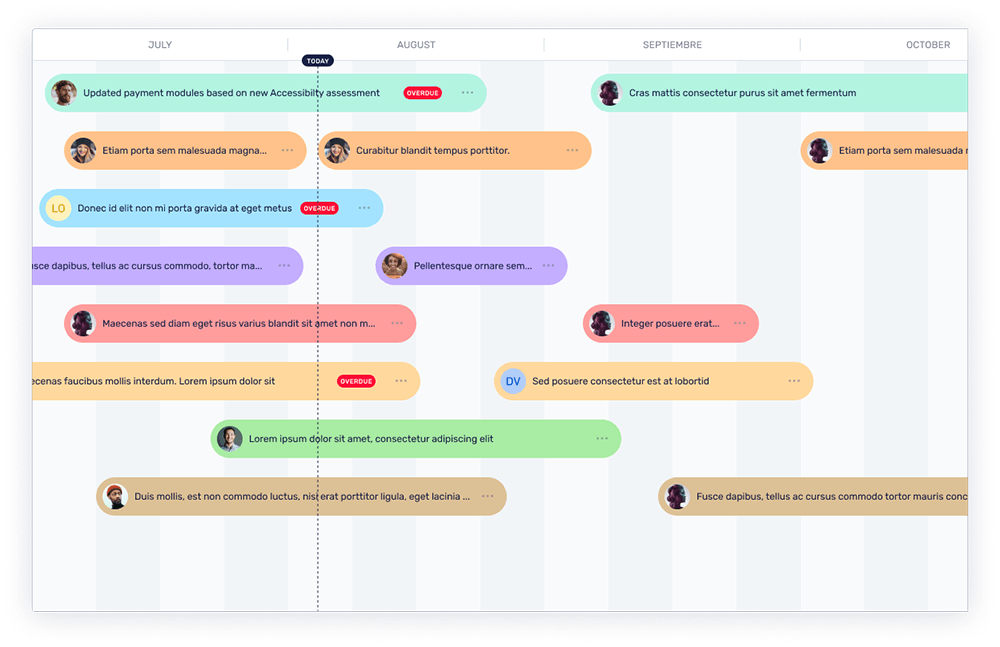 JULY AUGUST SEPTIEMBRE OCTOBER
TODAY
Updated payment modules based on new Accessibilty assessment OVERDUE ... Cras mattis consectetur purus sit amet fermentum
Etiam porta sem malesuada magna... ... Curabitur blandit tempus porttitor. ... Etiam porta sem malesuada
LO Donec id elit non mi porta gravida at eget metus OVERDUE ...
dapibus, tellus ac cursus commodo, tortor ma... ... Pellentesque ornare sem... ...
Maecenas sed diam eget risus varius blandit sit amet non m... ... Integer posuere erat... ...
faucibus mollis interdum. Lorem ipsum dolor sit OVERDUE ... DV Sed posuere consectetur est at lobortid ...
Lorem ipsum dolor sit amet, consectetur adipiscing elit ...
Duis mollis, est non commodo luctus, nisi erat porttitor ligula, eget lacinia ... ... Fusce dapibus, tellus ac cursus commodo tortor mauris conc